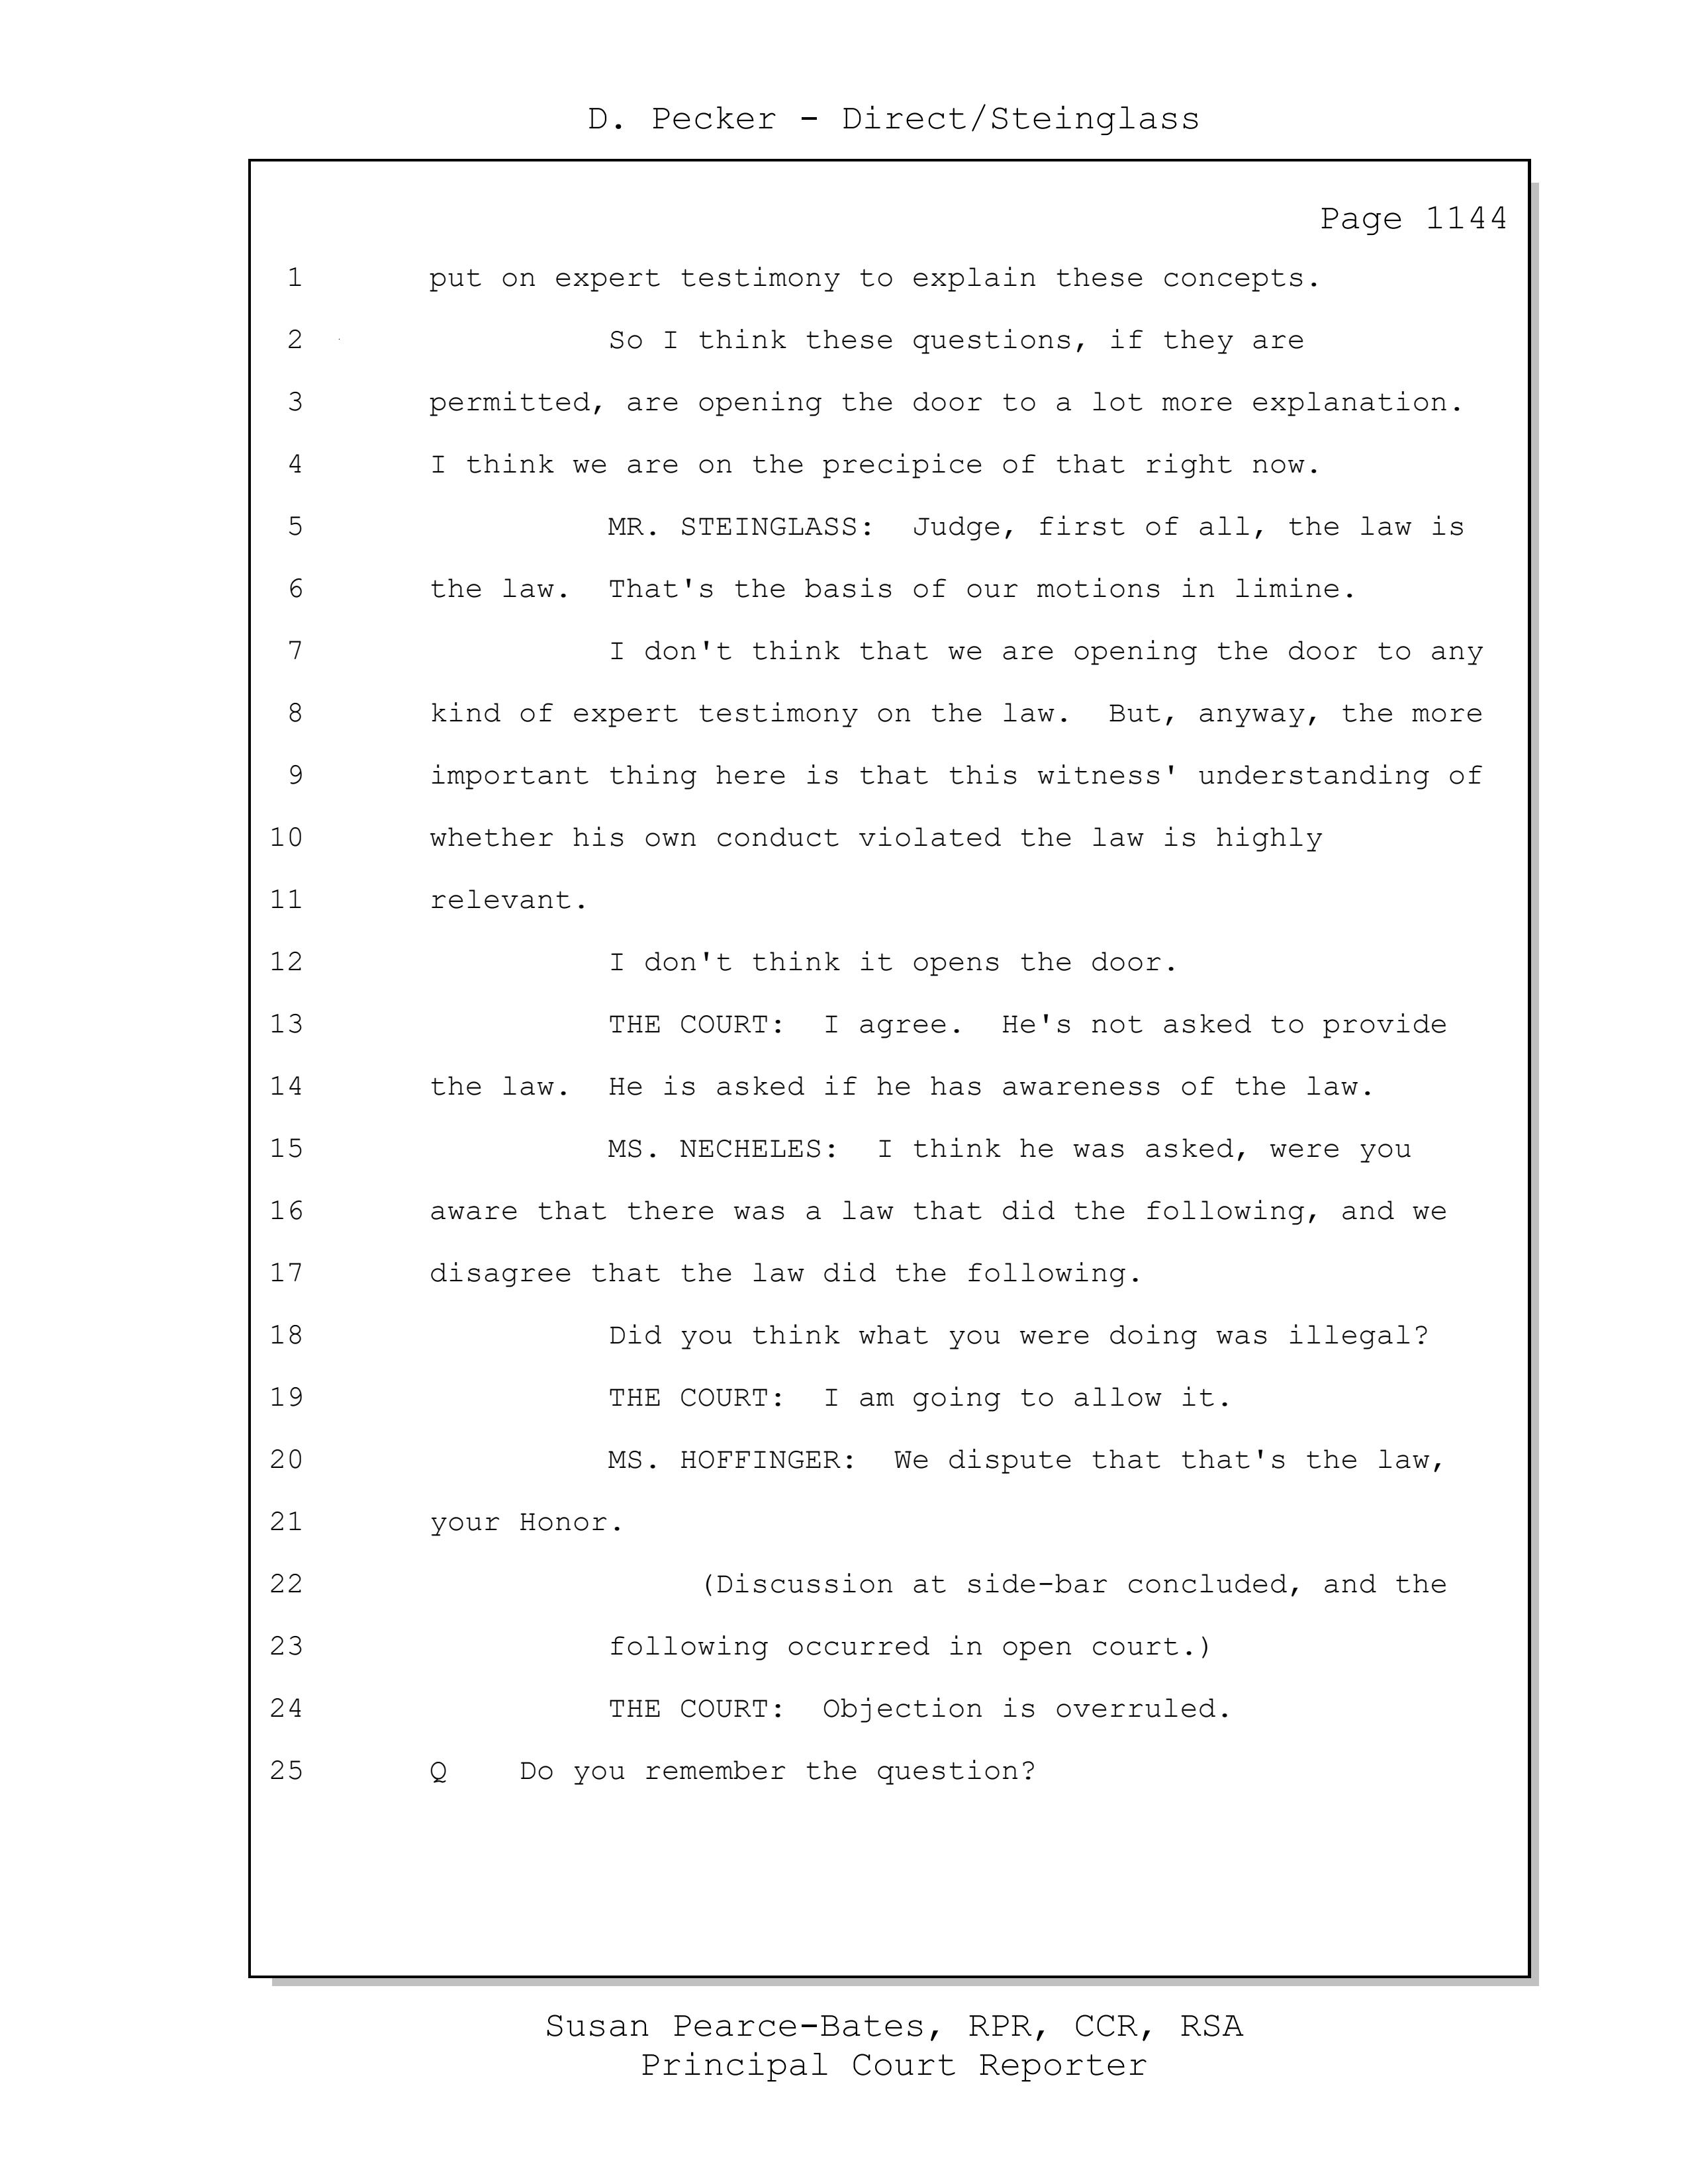 D. Pecker - Direct/Steinglass
Page 1144
1 put on expert testimony to explain these concepts.
2 So I think these questions, if they are
3 permitted, are opening the door to a lot more explanation.
4 I think we are on the precipice of that right now.
5 MR. STEINGLASS: Judge, first of all, the law is
6 the law. That's the basis of our motions in limine.
7 I don't think that we are opening the door to any
8 kind of expert testimony on the law. But, anyway, the more
9 important thing here is that this witness' understanding of
10 whether his own conduct violated the law is highly
11 relevant.
12 I don't think it opens the door.
13 THE COURT: I agree. He's not asked to provide
14 the law. He is asked if he has awareness of the law.
15 MS. NECHELES: I think he was asked, were you
16 aware that there was a law that did the following, and we
17 disagree that the law did the following.
18 Did you think what you were doing was illegal?
19 THE COURT: I am going to allow it.
20 MS. HOFFINGER: We dispute that that's the law,
21 your Honor.
22 (Discussion at side-bar concluded, and the
23 following occurred in open court.)
24 THE COURT: Objection is overruled.
25 Q Do you remember the question?
Susan Pearce-Bates, RPR, CCR, RSA
Principal Court Reporter